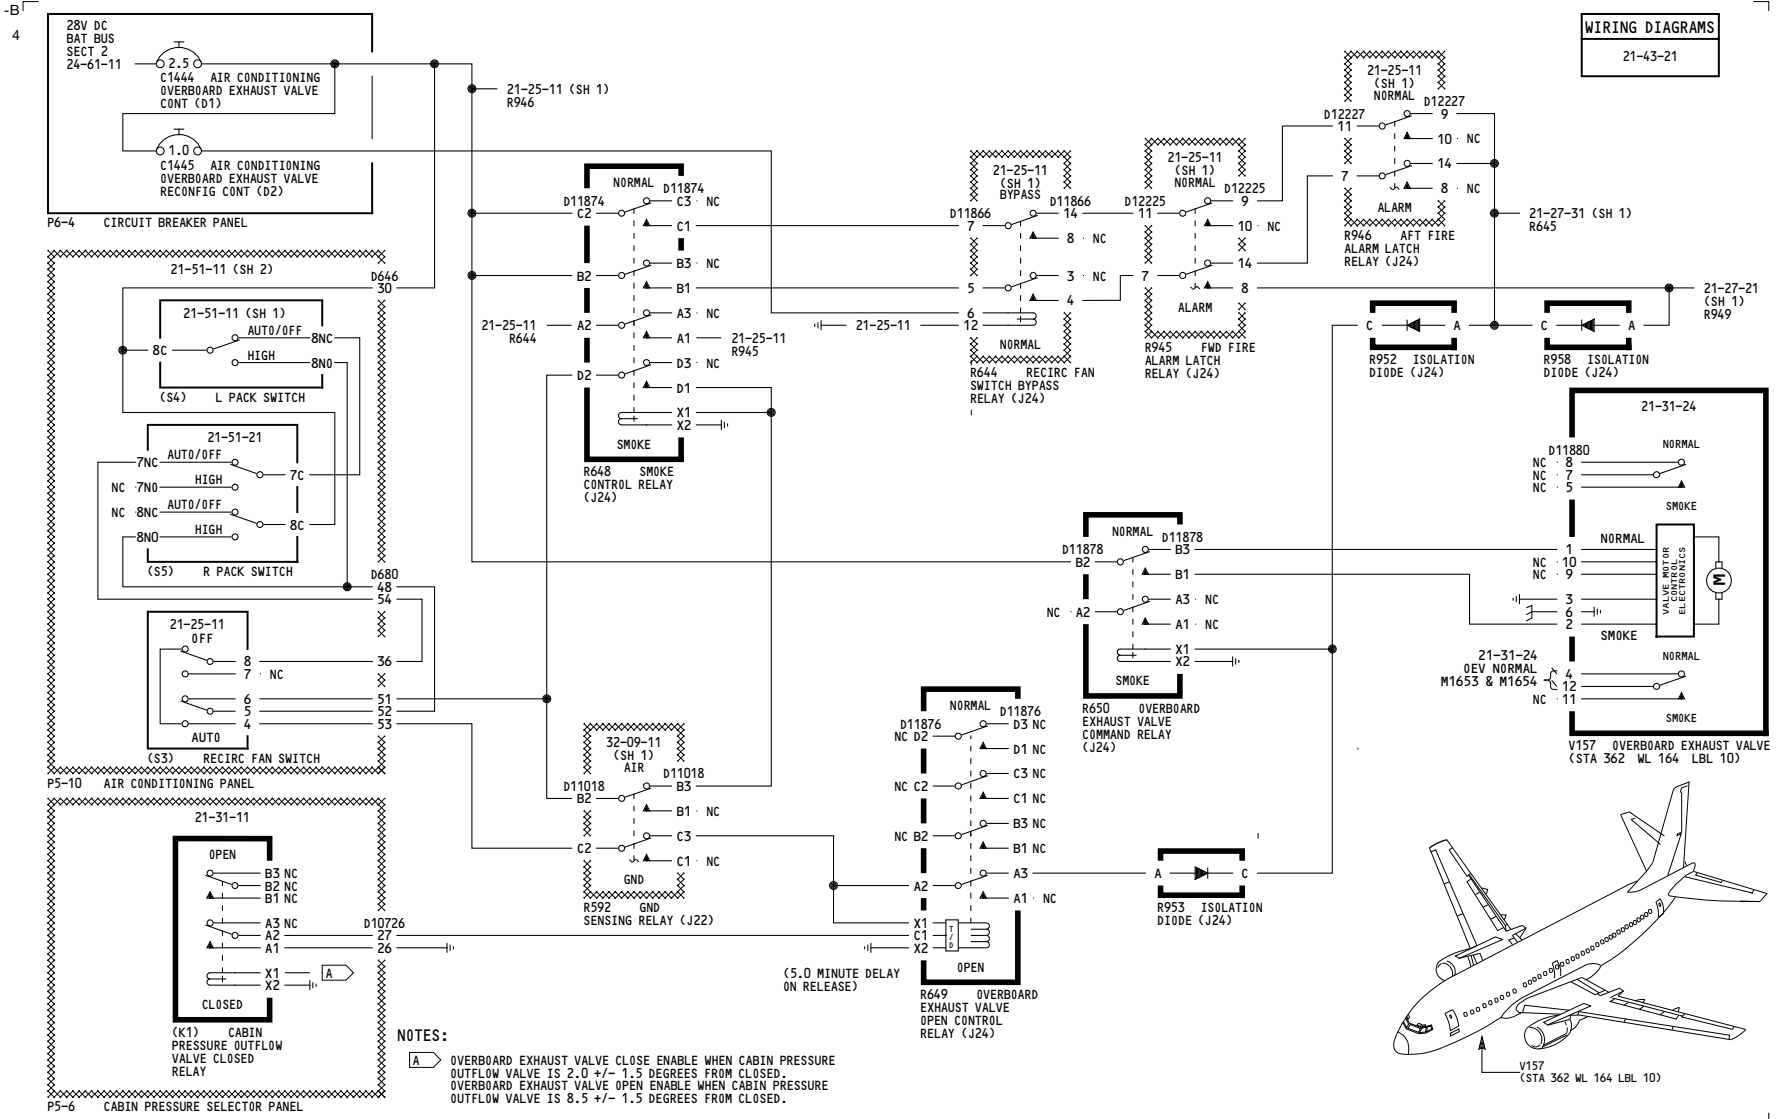 -B
4
WIRING DIAGRAMS
21-43-21
28V DC
BAT BUS
SECT 2
24-61-11
2.5
C1444 AIR CONDITIONING
OVERBOARD EXHAUST VALVE
CONT (D1)
1.0
C1445 AIR CONDITIONING
OVERBOARD EXHAUST VALVE
RECONFIG CONT (D2)
P6-4 CIRCUIT BREAKER PANEL
21-25-11 (SH 1)
R946
21-51-11 (SH 2)
D646
30
21-51-11 (SH 1)
AUTO/OFF
8NC
8C
HIGH
8NO
(S4) L PACK SWITCH
21-51-21
7NC AUTO/OFF
7C
NC 7NO HIGH
NC 8NC AUTO/OFF
8C
8NO HIGH
(S5) R PACK SWITCH
D680
48
54
21-25-11
OFF
8
36
7 NC
6
51
5
52
4
53
AUTO
(S3) RECIRC FAN SWITCH
P5-10 AIR CONDITIONING PANEL
21-31-11
OPEN
B3 NC
B2 NC
B1 NC
A3 NC
D10726
A2
27
A1
26
X1
A
X2
CLOSED
(K1) CABIN
PRESSURE OUTFLOW
VALVE CLOSED
RELAY
P5-6 CABIN PRESSURE SELECTOR PANEL
NOTES:
A OVERBOARD EXHAUST VALVE CLOSE ENABLE WHEN CABIN PRESSURE
OUTFLOW VALVE IS 2.0 +/- 1.5 DEGREES FROM CLOSED.
OVERBOARD EXHAUST VALVE OPEN ENABLE WHEN CABIN PRESSURE
OUTFLOW VALVE IS 8.5 +/- 1.5 DEGREES FROM CLOSED.
NORMAL
D11874
D11874
C3 NC
C2
C1
B3 NC
B2
B1
A3 NC
21-25-11
R644
A2
A1
21-25-11
R945
D3 NC
D2
D1
X1
X2
SMOKE
R648 SMOKE
CONTROL RELAY
(J24)
32-09-11
(SH 1)
AIR
D11018
D11018
B3
B2
B1 NC
C3
C2
C1 NC
GND
R592 GND
SENSING RELAY (J22)
21-25-11
(SH 1)
BYPASS
D11866
D11866
14
7
8 NC
3 NC
5
4
6
21-25-11
12
NORMAL
R644 RECIRC FAN
SWITCH BYPASS
RELAY (J24)
21-25-11
(SH 1)
NORMAL
D12225
D12225
9
11
10 NC
14
7
8
ALARM
R945 FWD FIRE
ALARM LATCH
RELAY (J24)
21-25-11
(SH 1)
NORMAL
D12227
D12227
9
11
10 NC
14
7
8 NC
ALARM
R946 AFT FIRE
ALARM LATCH
RELAY (J24)
21-27-31 (SH 1)
R645
21-27-21
(SH 1)
R949
C A
R952 ISOLATION
DIODE (J24)
C A
R958 ISOLATION
DIODE (J24)
NORMAL
D11878
D11878
B3
B2
B1
A3 NC
NC A2
A1 NC
X1
X2
SMOKE
R650 OVERBOARD
EXHAUST VALVE
COMMAND RELAY
(J24)
NORMAL
D11876
D11876
D3 NC
NC D2
D1 NC
C3 NC
NC C2
C1 NC
B3 NC
NC B2
B1 NC
A3
A2
A1 NC
X1
C1
X2
T/D
OPEN
(5.0 MINUTE DELAY
ON RELEASE)
R649 OVERBOARD
EXHAUST VALVE
OPEN CONTROL
RELAY (J24)
A C
R953 ISOLATION
DIODE (J24)
21-31-24
NORMAL
D11880
NC 8
NC 7
NC 5
SMOKE
NORMAL
1
NC 10
NC 9
3
6
2
SMOKE
VALVE MOTOR
CONTROL
ELECTRONICS
M
21-31-24
OEV NORMAL
M1653 & M1654
NORMAL
4
12
NC 11
SMOKE
V157 OVERBOARD EXHAUST VALVE
(STA 362 WL 164 LBL 10)
V157
(STA 362 WL 164 LBL 10)